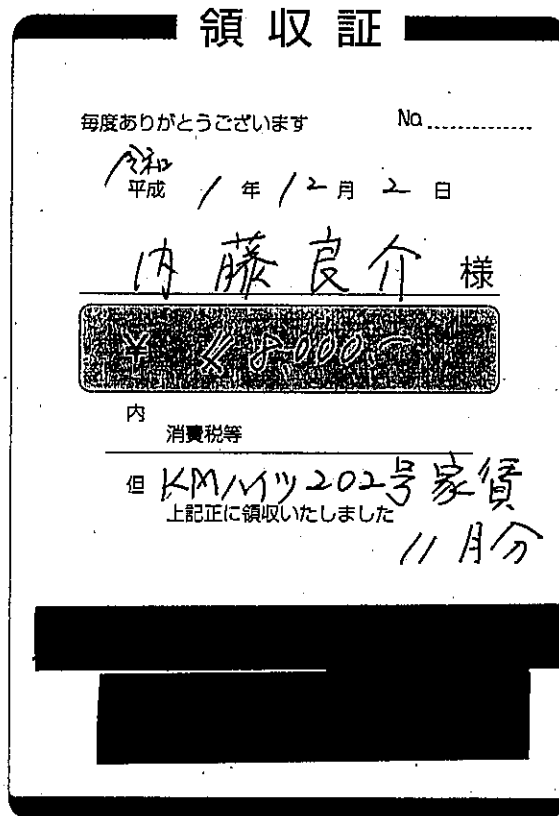 領収証
毎度ありがとうございます No
令和
平成 1年 12月 2日
内藤良介 様
¥
内
消費税等
但 KMハイツ202号家賃
上記正に領収いたしました
11月分